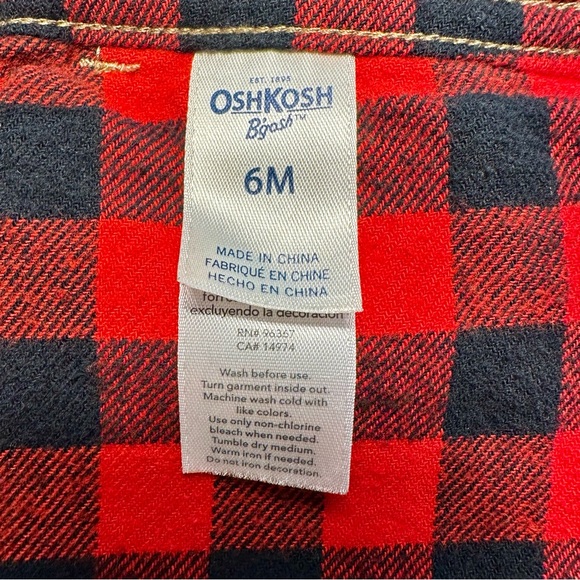 EST. 1895
OSHKOSH
B'gosh™
6M
MADE IN CHINA
FABRIQUÉ EN CHINE
HECHO EN CHINA
excluyendo la decoración
RN# 96367
CA# 14974
Wash before use.
Turn garment inside out.
Machine wash cold with
like colors.
Use only non-chlorine
bleach when needed.
Tumble dry medium.
Warm iron if needed.
Do not iron decoration.